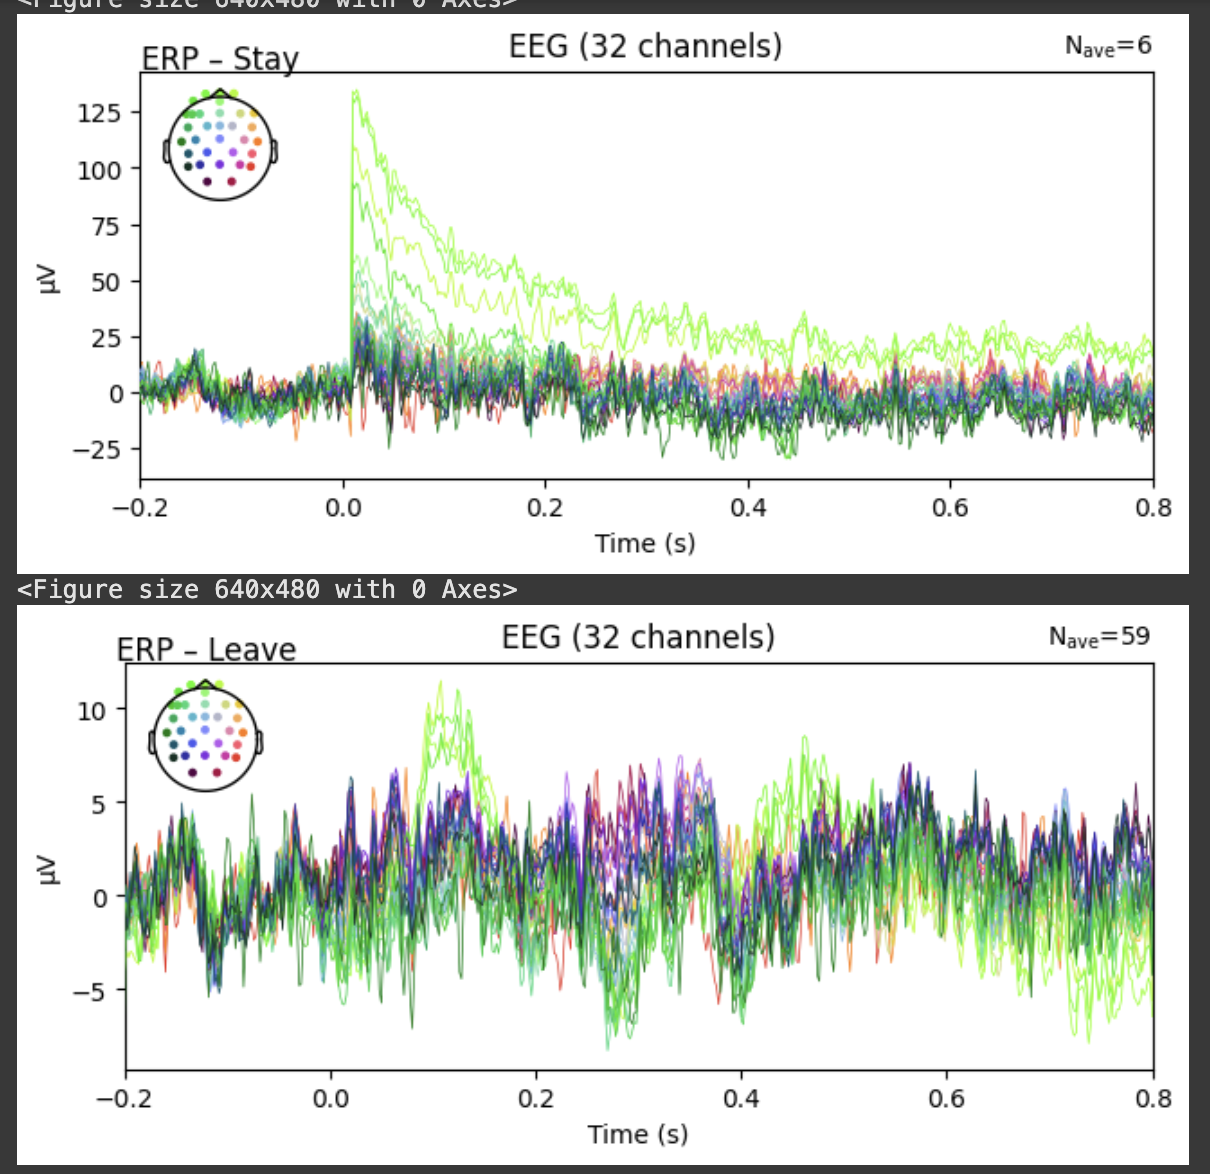 <Figure size 640x480 with 0 Axes>
ERP – Stay
EEG (32 channels)
Nave=6
125
100
75
50
25
0
−25
µV
−0.2
0.0
0.2
0.4
0.6
0.8
Time (s)
<Figure size 640x480 with 0 Axes>
ERP – Leave
EEG (32 channels)
Nave=59
10
5
0
−5
µV
−0.2
0.0
0.2
0.4
0.6
0.8
Time (s)